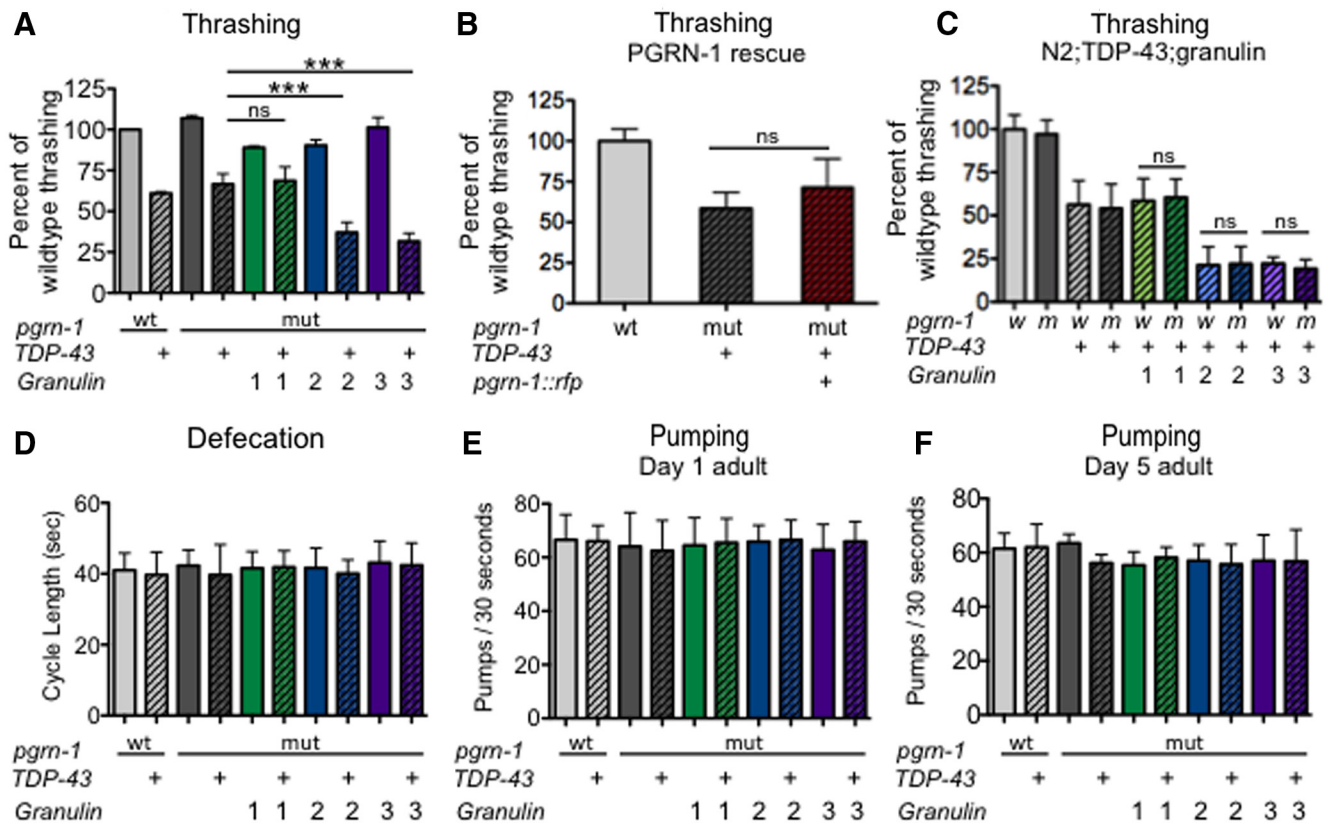 A
Thrashing
***
***
ns
Percent of
wildtype thrashing
125
100
75
50
25
0
pgrn-1 wt mut
TDP-43 + + + + +
Granulin 1 1 2 2 3 3
B
Thrashing
PGRN-1 rescue
ns
Percent of
wildtype thrashing
125
100
75
50
25
0
pgrn-1 wt mut mut
TDP-43 + +
pgrn-1::rfp +
C
Thrashing
N2;TDP-43;granulin
ns
ns ns
Percent of
wildtype thrashing
125
100
75
50
25
0
pgrn-1 w m w m w m w m w m
TDP-43 + + + + + + + +
Granulin 1 1 2 2 3 3
D
Defecation
Cycle Length (sec)
60
40
20
0
pgrn-1 wt mut
TDP-43 + + + + +
Granulin 1 1 2 2 3 3
E
Pumping
Day 1 adult
Pumps / 30 seconds
80
60
40
20
0
pgrn-1 wt mut
TDP-43 + + + + +
Granulin 1 1 2 2 3 3
F
Pumping
Day 5 adult
Pumps / 30 seconds
80
60
40
20
0
pgrn-1 wt mut
TDP-43 + + + + +
Granulin 1 1 2 2 3 3